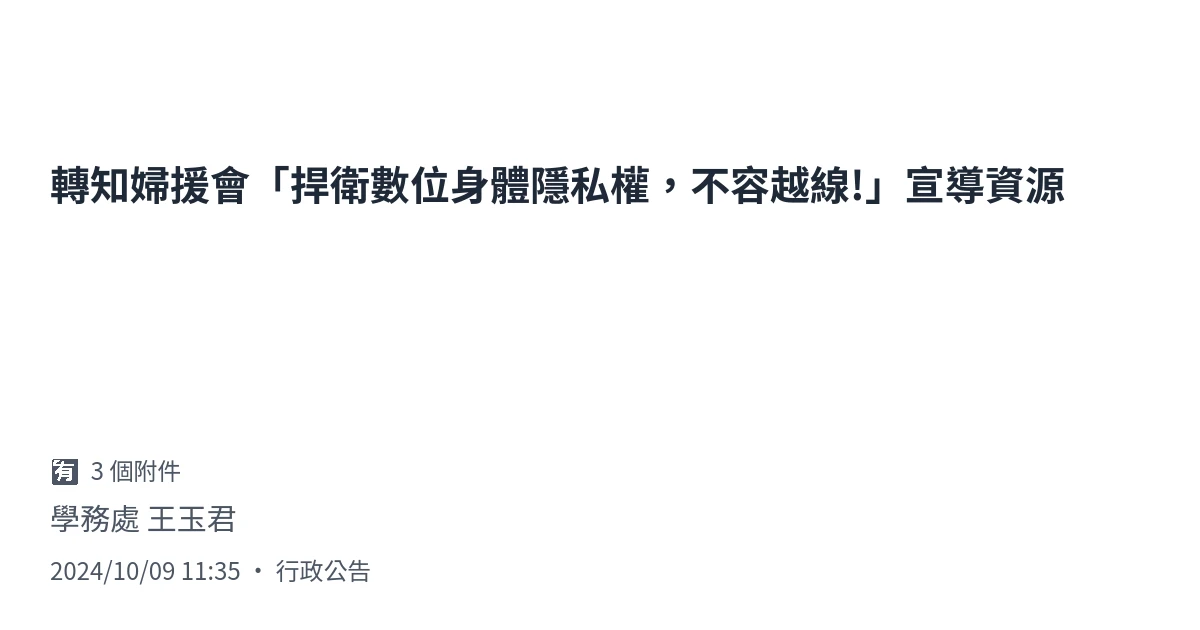 轉知婦援會「捍衛數位身體隱私權，不容越線!」宣導資源
有 3 個附件
學務處 王玉君
2024/10/09 11:35 • 行政公告